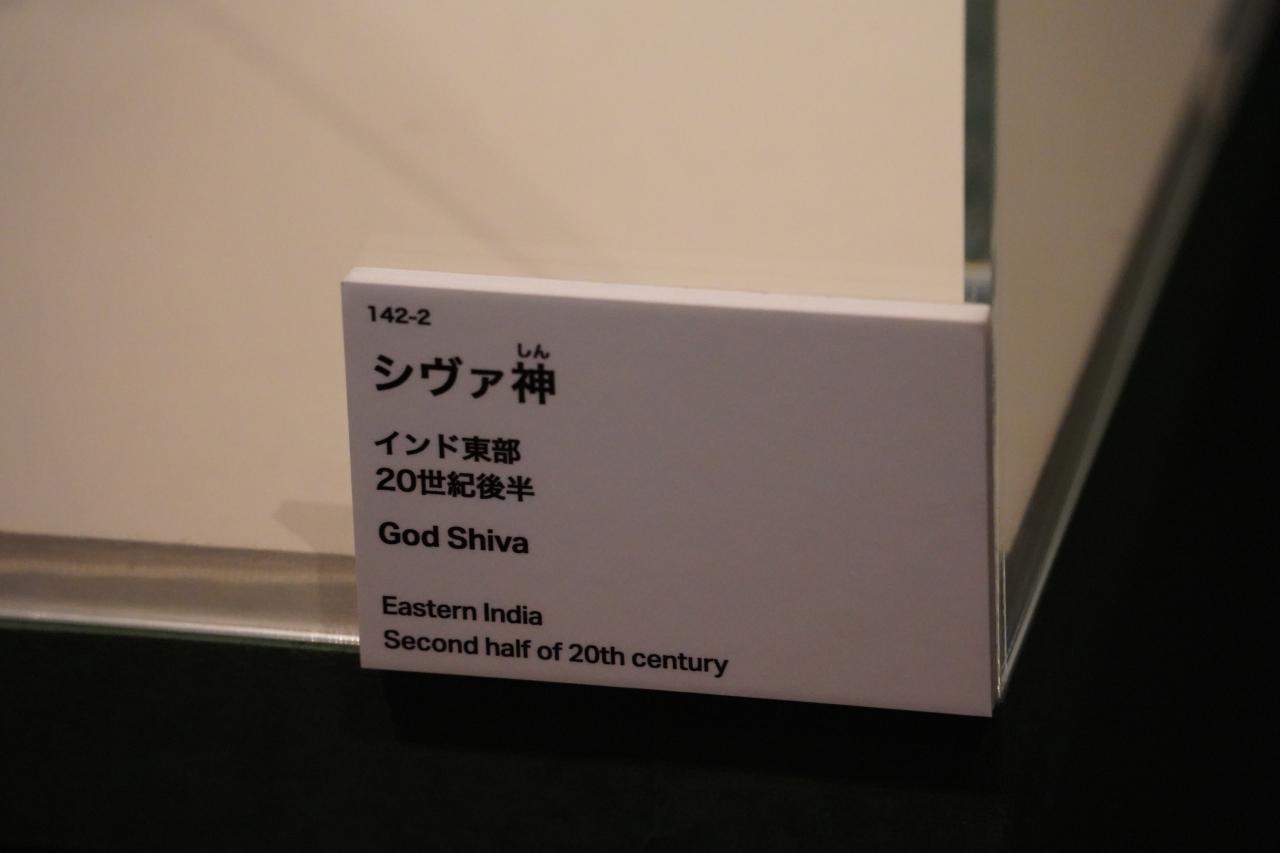 142-2
しん
シヴァ神
インド東部
20世紀後半
God Shiva
Eastern India
Second half of 20th century